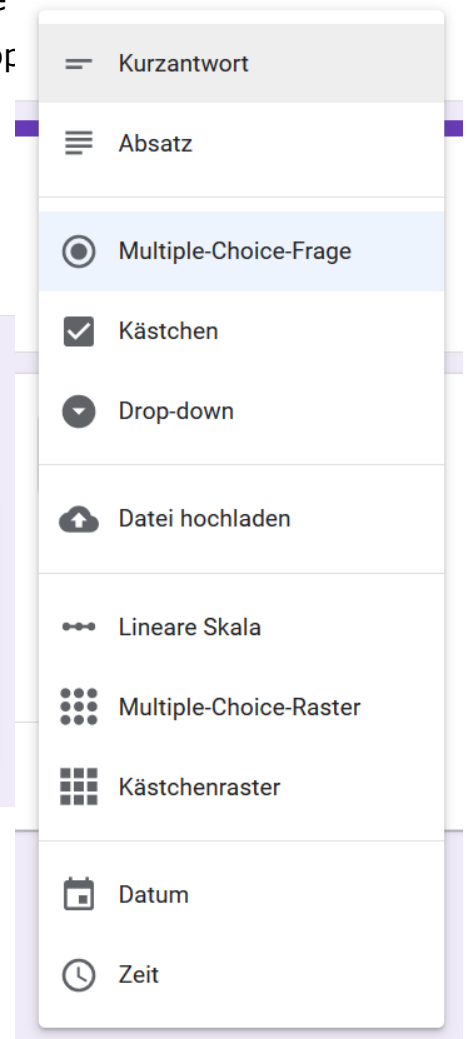 Kurzantwort
Absatz
Multiple-Choice-Frage
Kästchen
Drop-down
Datei hochladen
Lineare Skala
Multiple-Choice-Raster
Kästchenraster
Datum
Zeit